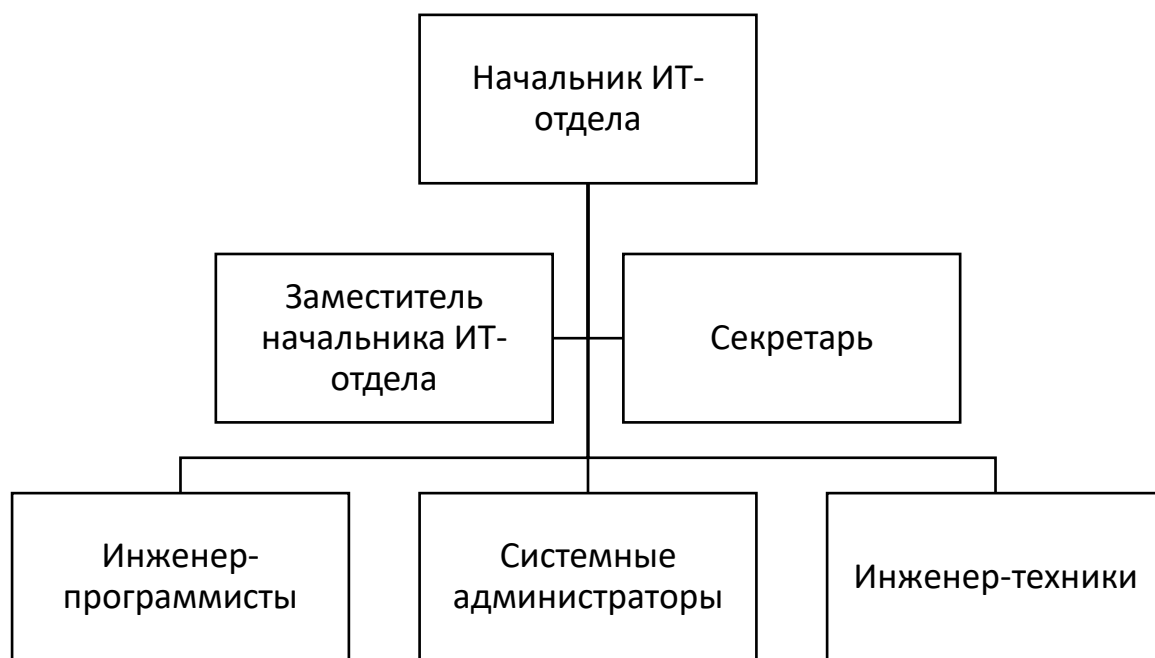 Начальник ИТ-
отдела
Заместитель
начальника ИТ-
отдела
Секретарь
Инженер-
программисты
Системные
администраторы
Инженер-техники